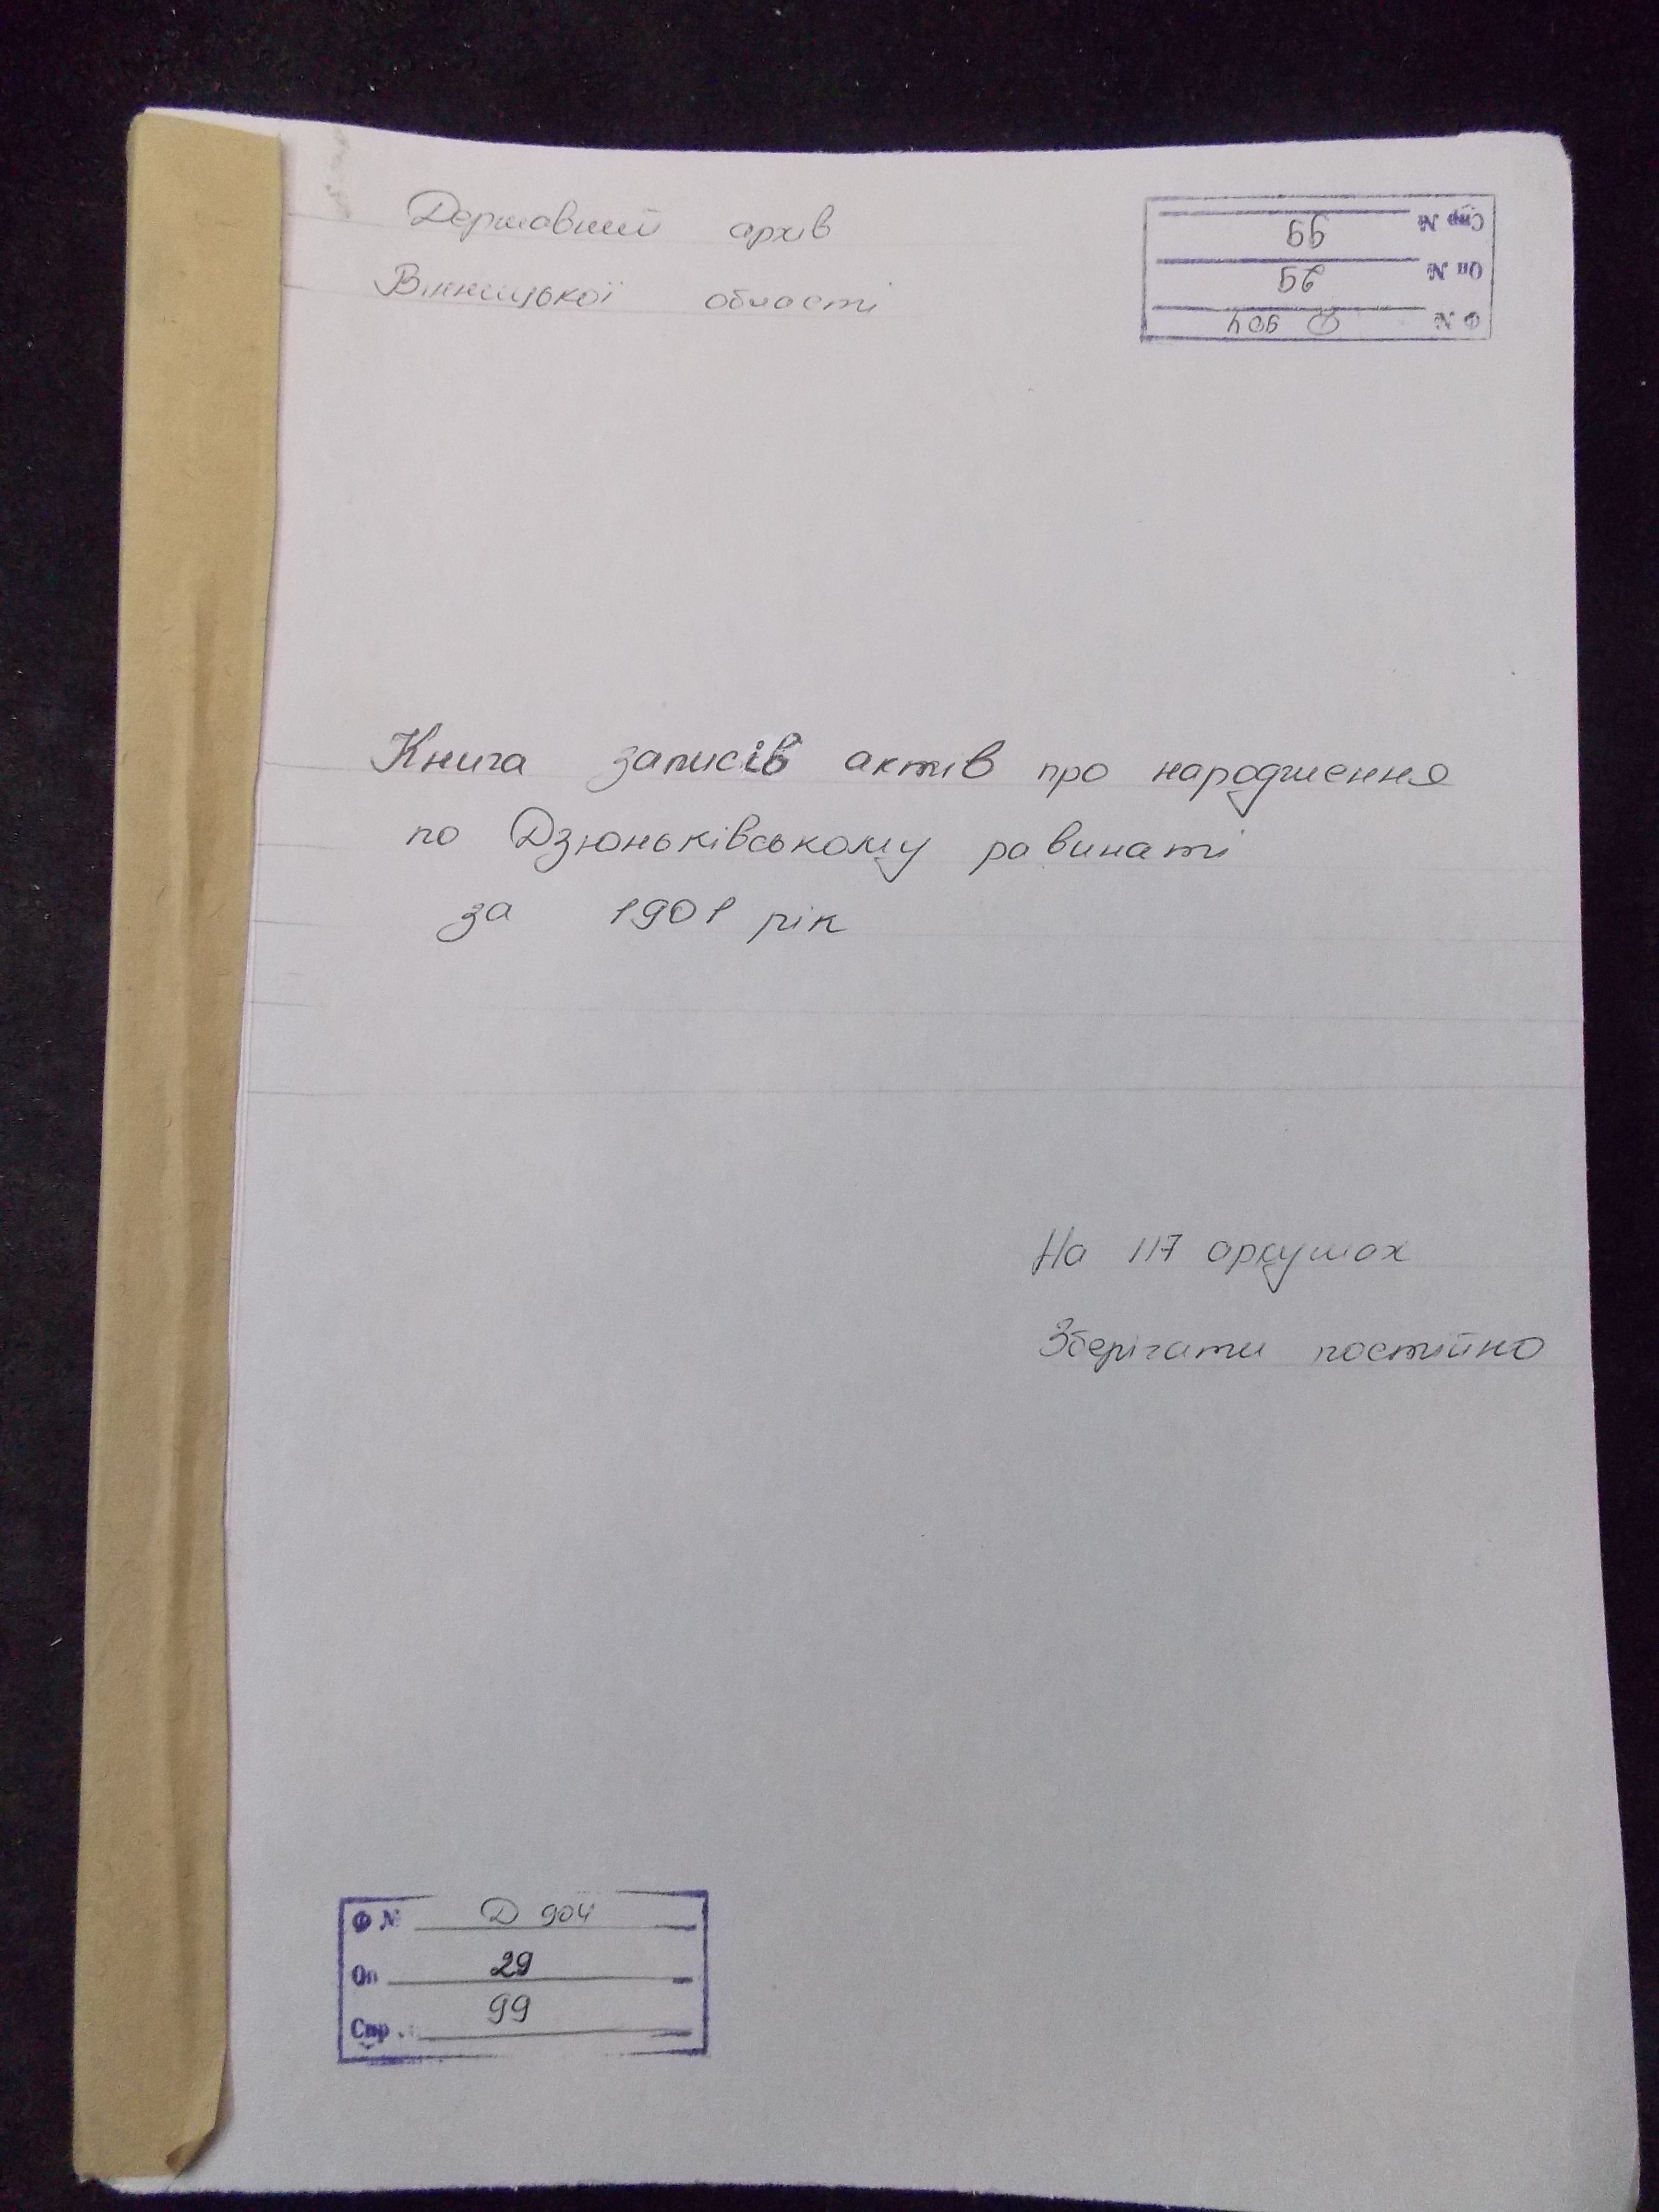 Державний архів
Вінницької області
Ф № Д 904
Оп № 29
Спр № 99
Книга записів актів про народження
по Дзюньківському равинаті
за 1901 рік
На 117 аркушах
Зберігати постійно
Ф № Д 904
Оп 29
Спр. 99